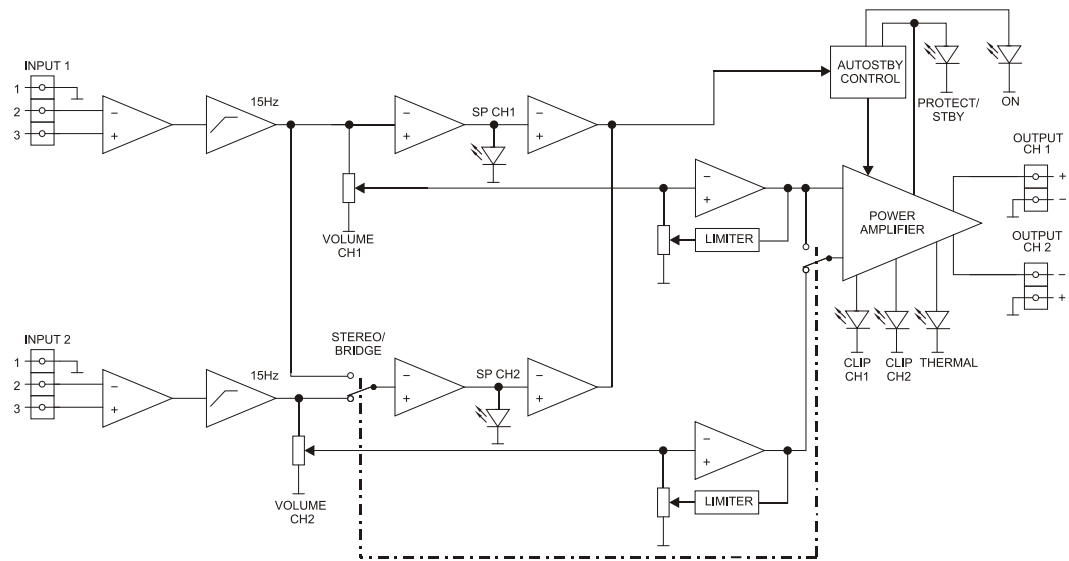 INPUT 1
1
2
3
−
+
15Hz
−
+
SP CH1
−
+
AUTOSTBY
CONTROL
PROTECT/
STBY
ON
VOLUME
CH1
−
+
LIMITER
POWER
AMPLIFIER
OUTPUT
CH 1
+
−
OUTPUT
CH 2
−
+
CLIP
CH1
CLIP
CH2
THERMAL
INPUT 2
1
2
3
−
+
15Hz
STEREO/
BRIDGE
−
+
SP CH2
−
+
VOLUME
CH2
−
+
LIMITER